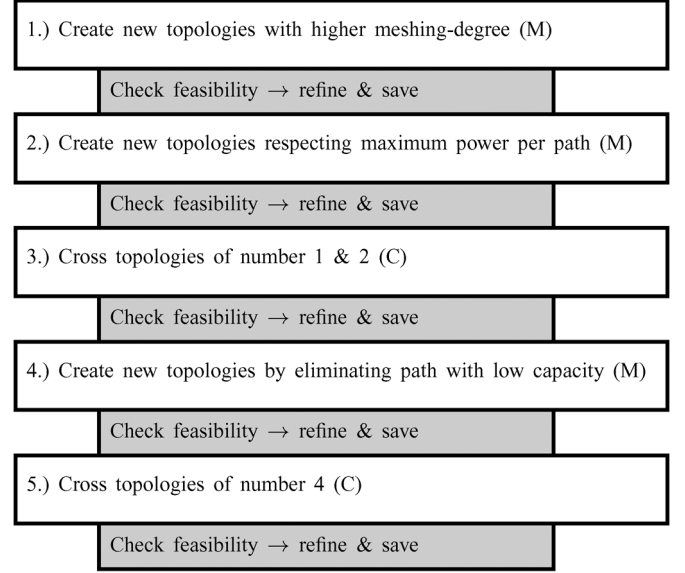 1.) Create new topologies with higher meshing-degree (M)
Check feasibility → refine & save
2.) Create new topologies respecting maximum power per path (M)
Check feasibility → refine & save
3.) Cross topologies of number 1 & 2 (C)
Check feasibility → refine & save
4.) Create new topologies by eliminating path with low capacity (M)
Check feasibility → refine & save
5.) Cross topologies of number 4 (C)
Check feasibility → refine & save